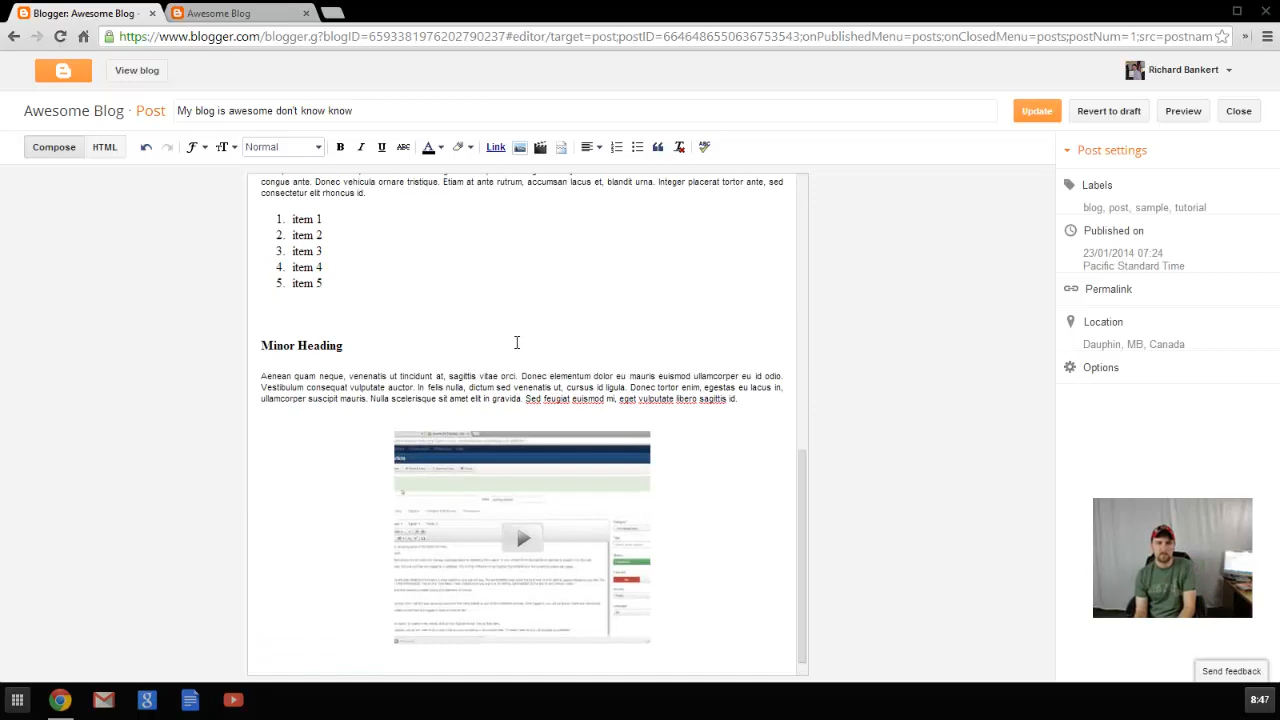 Blogger: Awesome Blog - Awesome Blog
https://www.blogger.com/blogger.g?blogID=6593381976202790237#editor/target=post;postID=6646486550636753543;onPublishedMenu=posts;onClosedMenu=posts;postNum=1;src=postnam
View blog Richard Bankert
Awesome Blog · Post My blog is awesome don't know know Update Revert to draft Preview Close
Compose HTML Normal B I U ABC A Link
Post settings
congue ante. Donec vehicula ornare tristique. Etiam at ante rutrum, accumsan lacus et, blandit urna. Integer placerat tortor ante, sed
consectetur elit rhoncus id.
1. item 1
2. item 2
3. item 3
4. item 4
5. item 5
Minor Heading
Aenean quam neque, venenatis ut tincidunt at, sagittis vitae orci. Donec elementum dolor eu mauris euismod ullamcorper eu id odio.
Vestibulum consequat vulputate auctor. In felis nulla, dictum sed venenatis ut, cursus id ligula. Donec tortor enim, egestas eu lacus in,
ullamcorper suscipit mauris. Nulla scelerisque sit amet elit in gravida. Sed feugiat euismod mi, eget vulputate libero sagittis id.
Labels
blog, post, sample, tutorial
Published on
23/01/2014 07:24
Pacific Standard Time
Permalink
Location
Dauphin, MB, Canada
Options
Send feedback
8:47